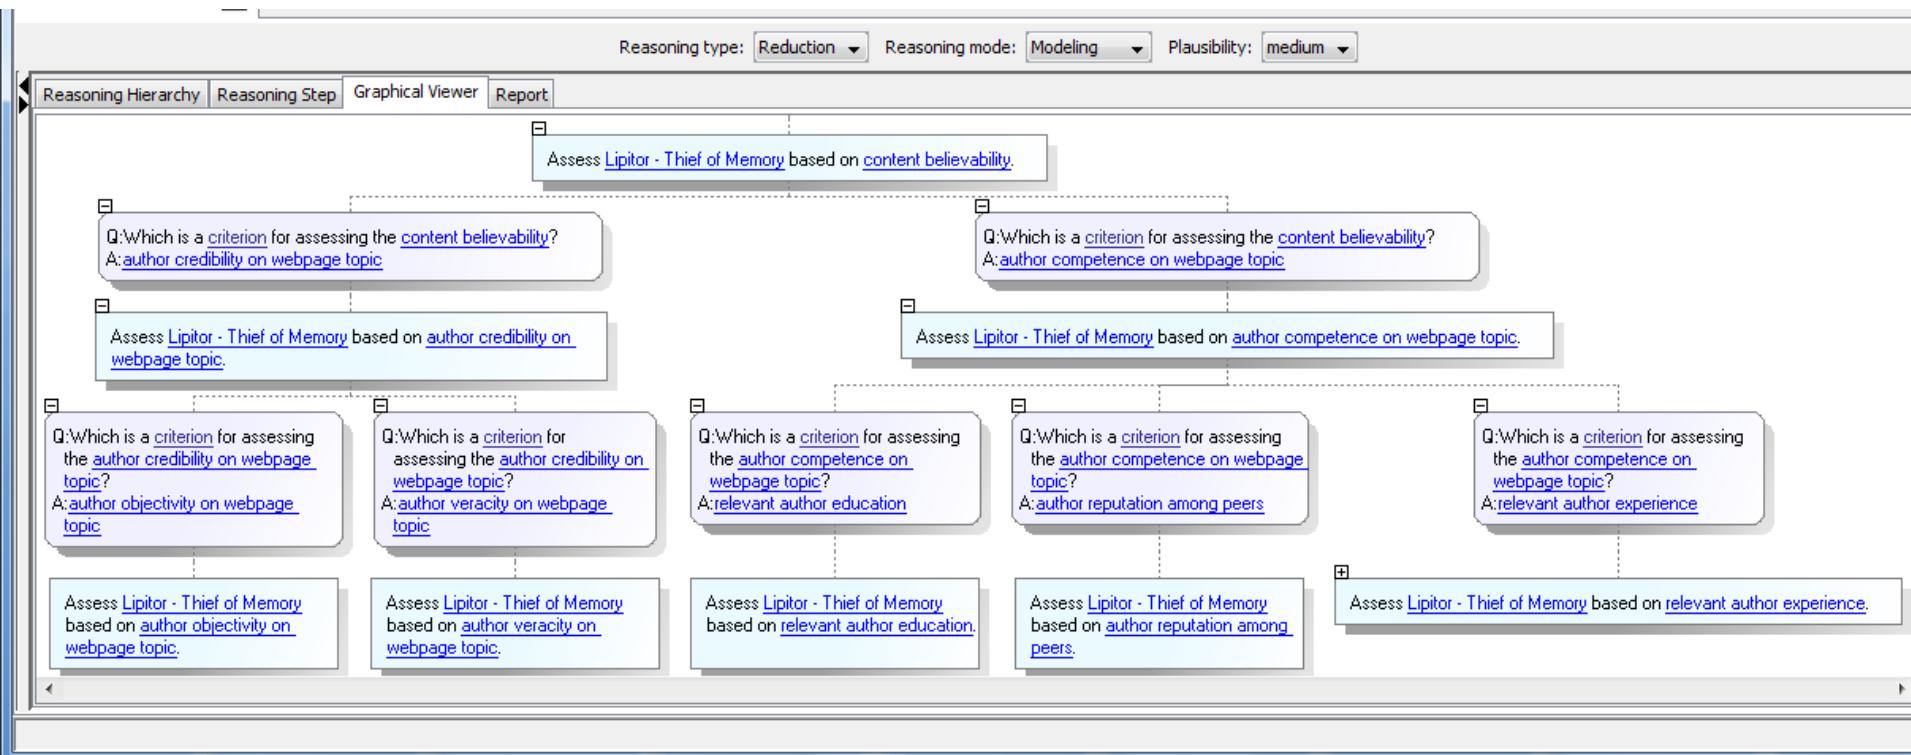 Reasoning type: Reduction Reasoning mode: Modeling Plausibility: medium
Reasoning Hierarchy Reasoning Step Graphical Viewer Report
Assess Lipitor - Thief of Memory based on content believability.
Q:Which is a criterion for assessing the content believability?
A:author credibility on webpage topic
Q:Which is a criterion for assessing the content believability?
A:author competence on webpage topic
Assess Lipitor - Thief of Memory based on author credibility on
webpage topic.
Assess Lipitor - Thief of Memory based on author competence on webpage topic.
Q:Which is a criterion for assessing
the author credibility on webpage
topic?
A:author objectivity on webpage
topic
Q:Which is a criterion for
assessing the author credibility on
webpage topic?
A:author veracity on webpage
topic
Q:Which is a criterion for assessing
the author competence on
webpage topic?
A:relevant author education
Q:Which is a criterion for assessing
the author competence on webpage
topic?
A:author reputation among peers
Q:Which is a criterion for assessing
the author competence on
webpage topic?
A:relevant author experience
Assess Lipitor - Thief of Memory
based on author objectivity on
webpage topic.
Assess Lipitor - Thief of Memory
based on author veracity on
webpage topic.
Assess Lipitor - Thief of Memory
based on relevant author education.
Assess Lipitor - Thief of Memory
based on author reputation among
peers.
Assess Lipitor - Thief of Memory based on relevant author experience.